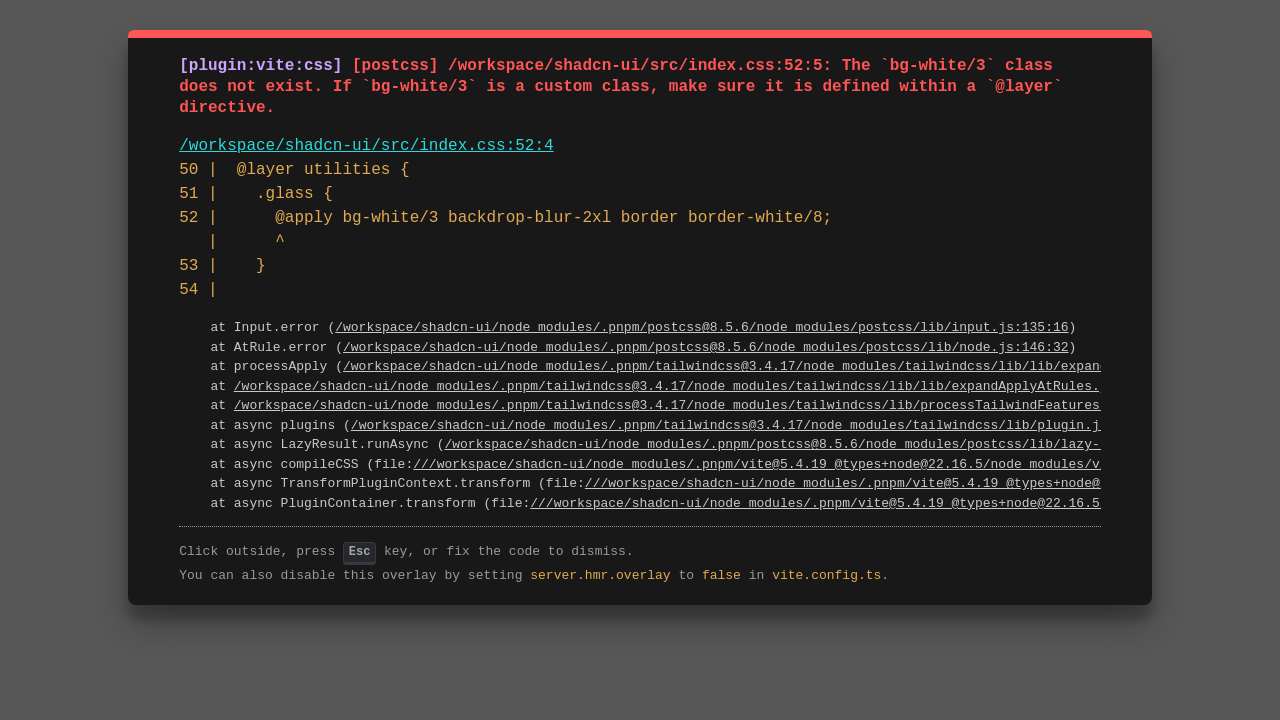 [plugin:vite:css] [postcss] /workspace/shadcn-ui/src/index.css:52:5: The `bg-white/3` class
does not exist. If `bg-white/3` is a custom class, make sure it is defined within a `@layer`
directive.
/workspace/shadcn-ui/src/index.css:52:4
50 |  @layer utilities {
51 |    .glass {
52 |      @apply bg-white/3 backdrop-blur-2xl border border-white/8;
   |      ^
53 |    }
54 |
at Input.error (/workspace/shadcn-ui/node_modules/.pnpm/postcss@8.5.6/node_modules/postcss/lib/input.js:135:16)
at AtRule.error (/workspace/shadcn-ui/node_modules/.pnpm/postcss@8.5.6/node_modules/postcss/lib/node.js:146:32)
at processApply (/workspace/shadcn-ui/node_modules/.pnpm/tailwindcss@3.4.17/node_modules/tailwindcss/lib/lib/expan
at /workspace/shadcn-ui/node_modules/.pnpm/tailwindcss@3.4.17/node_modules/tailwindcss/lib/lib/expandApplyAtRules.
at /workspace/shadcn-ui/node_modules/.pnpm/tailwindcss@3.4.17/node_modules/tailwindcss/lib/processTailwindFeatures
at async plugins (/workspace/shadcn-ui/node_modules/.pnpm/tailwindcss@3.4.17/node_modules/tailwindcss/lib/plugin.j
at async LazyResult.runAsync (/workspace/shadcn-ui/node_modules/.pnpm/postcss@8.5.6/node_modules/postcss/lib/lazy-
at async compileCSS (file:///workspace/shadcn-ui/node_modules/.pnpm/vite@5.4.19_@types+node@22.16.5/node_modules/v
at async TransformPluginContext.transform (file:///workspace/shadcn-ui/node_modules/.pnpm/vite@5.4.19_@types+node@
at async PluginContainer.transform (file:///workspace/shadcn-ui/node_modules/.pnpm/vite@5.4.19_@types+node@22.16.5
Click outside, press Esc key, or fix the code to dismiss.
You can also disable this overlay by setting server.hmr.overlay to false in vite.config.ts.